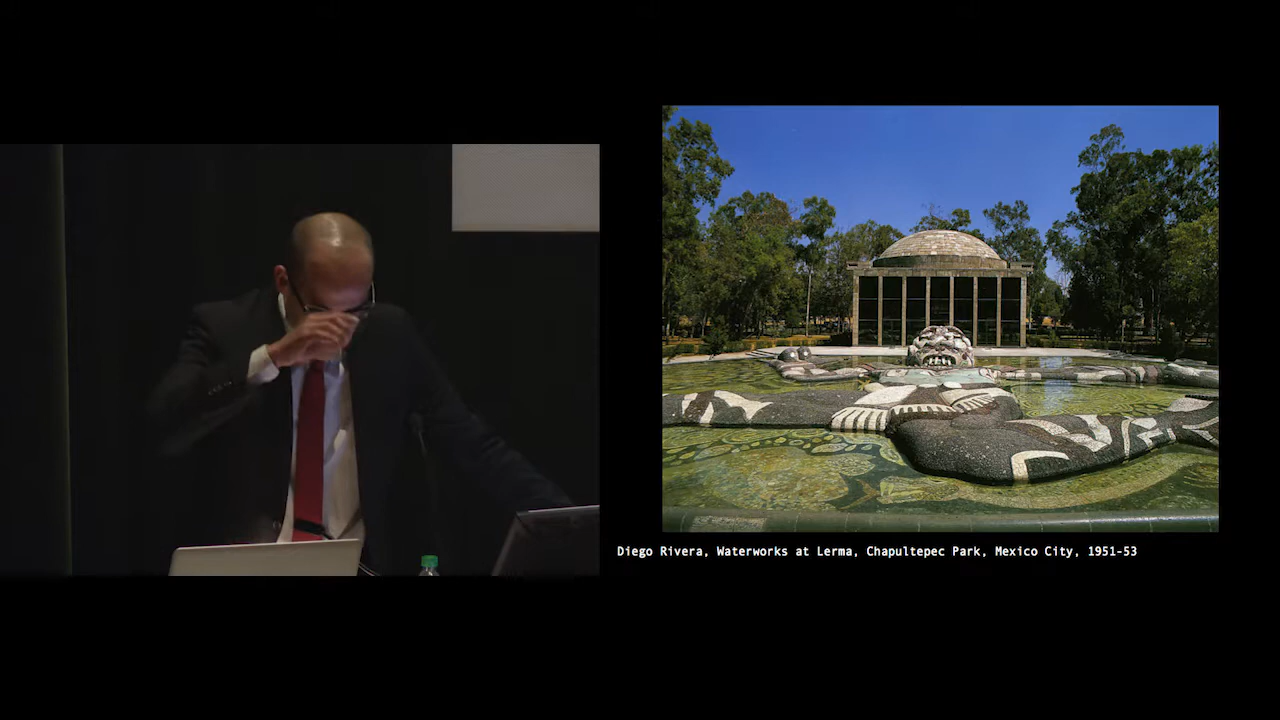 Diego Rivera, Waterworks at Lerma, Chapultepec Park, Mexico City, 1951-53